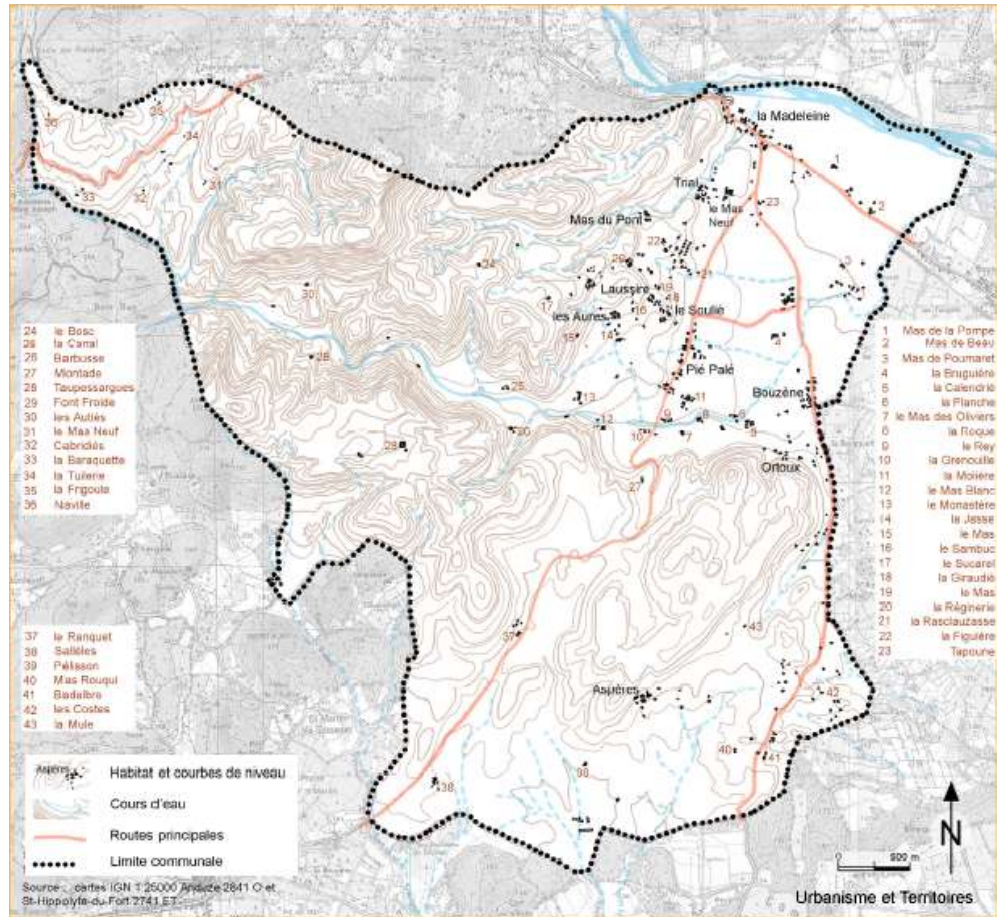 la Madeleine
Trial
le Mas
Neuf
Mas du Pont
Laussire
les Aures
le Soulié
Pié Palé
Bouzène
Ortoux
Aspères
24 le Bosc
25 la Canal
26 Barbusse
27 Montade
28 Taupessargues
29 Font Froide
30 les Autiés
31 le Mas Neuf
32 Cabridiés
33 la Baraquette
34 la Tuilerie
35 la Frigoule
36 Naville
1 Mas de la Pompe
2 Mas de Beau
3 Mas de Poumaret
4 la Bruguière
5 la Calendrié
6 la Planche
7 le Mas des Oliviers
8 la Roque
9 le Rey
10 la Grenouille
11 la Molière
12 le Mas Blanc
13 le Monastère
14 la Jasse
15 le Mas
16 le Sambuc
17 le Sucarel
18 la Giraudié
19 le Mas
20 la Réginerie
21 la Rasclauzasse
22 la Figuière
23 Tapoune
37 le Ranquet
38 Sallèles
39 Pélisson
40 Mas Rouqui
41 Badalbre
42 les Costes
43 la Mule
Aspères
Habitat et courbes de niveau
Cours d'eau
Routes principales
Limite communale
Source : cartes IGN 1 25000 Anduze 2841 O et
St-Hippolyte-du-Fort 2741 ET
N
0 500 m
Urbanisme et Territoires